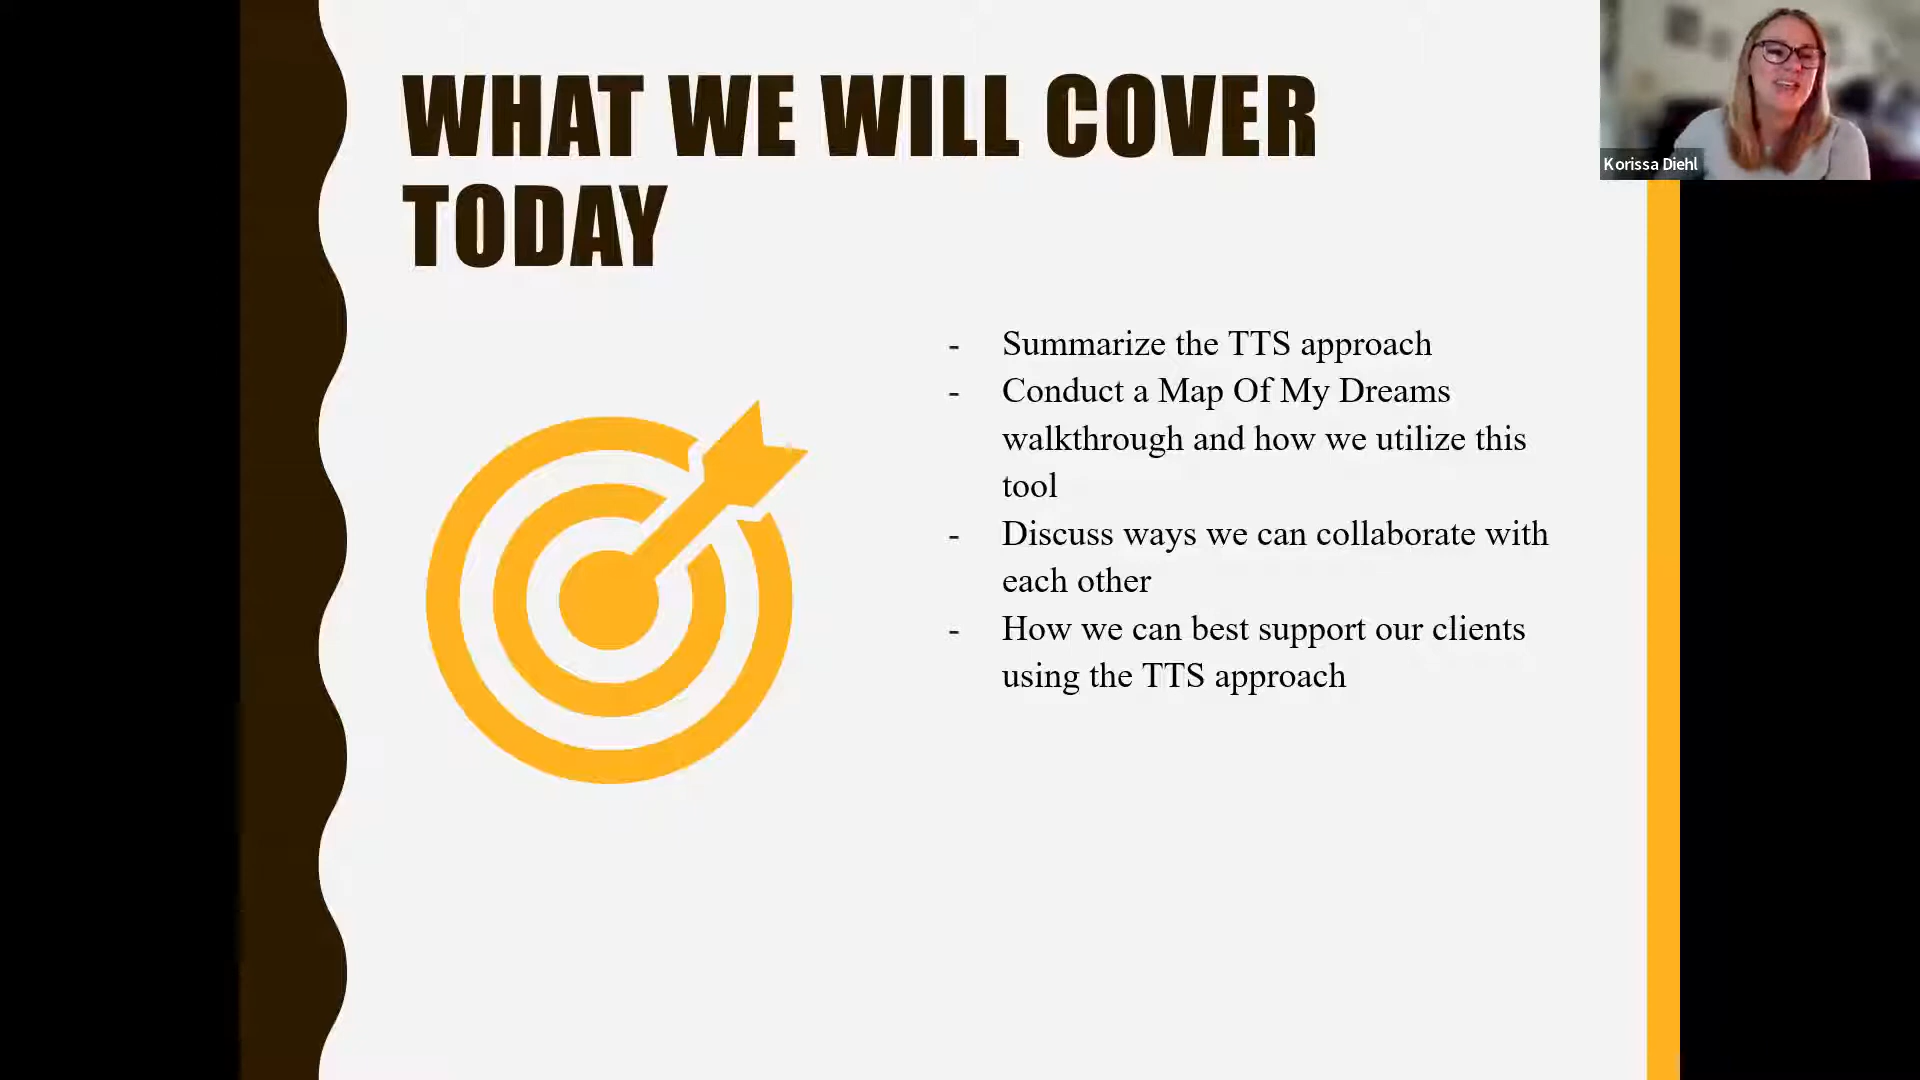 WHAT WE WILL COVER
TODAY
Korissa Diehl
- Summarize the TTS approach
- Conduct a Map Of My Dreams
walkthrough and how we utilize this
tool
- Discuss ways we can collaborate with
each other
- How we can best support our clients
using the TTS approach